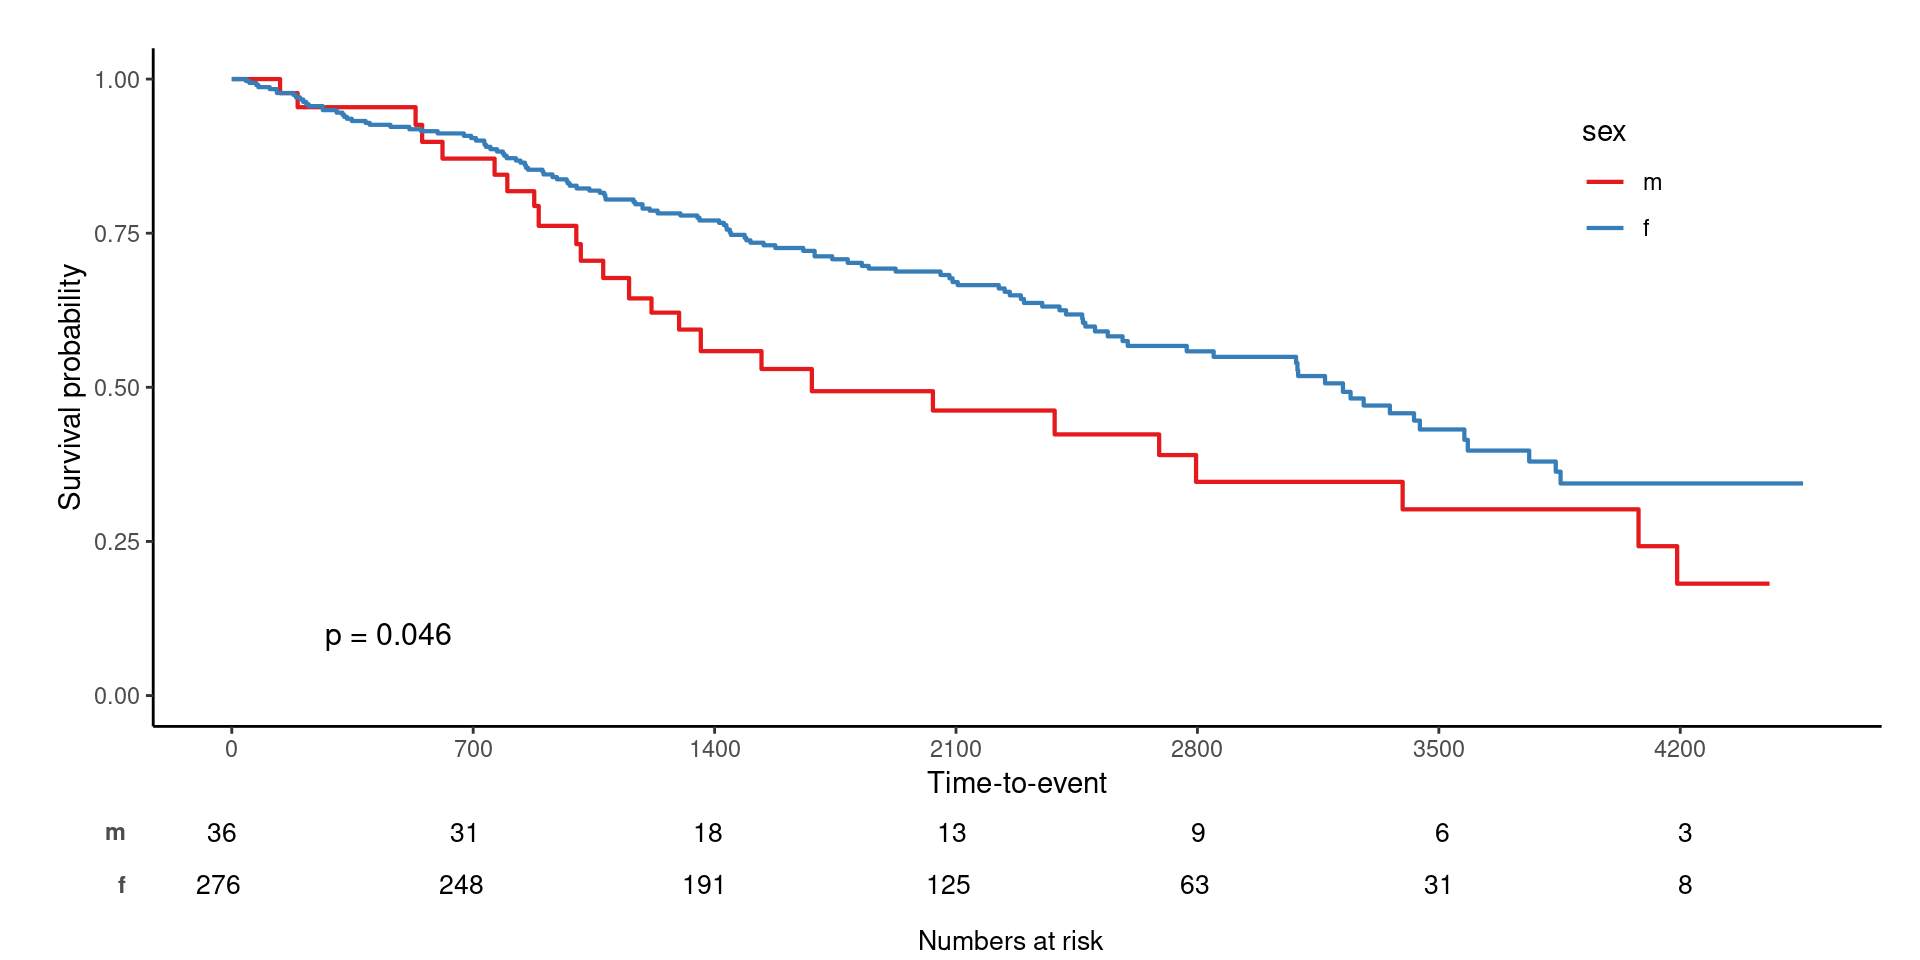 1.00
0.75
0.50
0.25
0.00
Survival probability
sex
m
f
p = 0.046
0 700 1400 2100 2800 3500 4200
Time-to-event
m 36 31 18 13 9 6 3
f 276 248 191 125 63 31 8
Numbers at risk